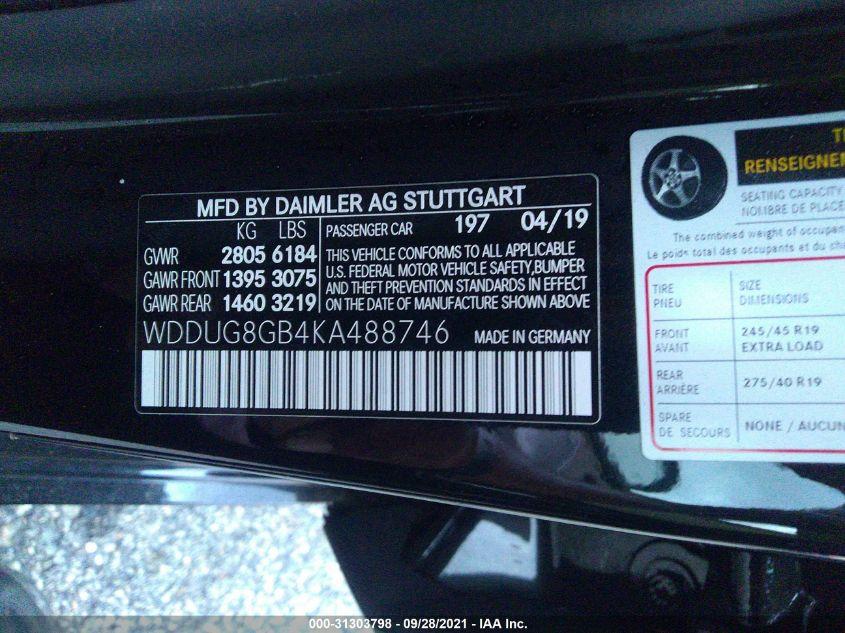 MFD BY DAIMLER AG STUTTGART
KG LBS PASSENGER CAR 197 04/19
GVWR 2805 6184
GAWR FRONT 1395 3075
GAWR REAR 1460 3219
THIS VEHICLE CONFORMS TO ALL APPLICABLE
U.S. FEDERAL MOTOR VEHICLE SAFETY, BUMPER
AND THEFT PREVENTION STANDARDS IN EFFECT
ON THE DATE OF MANUFACTURE SHOWN ABOVE
WDDUG8GB4KA488746 MADE IN GERMANY
SEATING CAPACITY
NOMBRE DE PLACE
The combined weight of
Le poids total des occupants et du
TIRE SIZE
PNEU DIMENSIONS
FRONT 245/45 R19
AVANT EXTRA LOAD
REAR 275/40 R19
ARRIÈRE
SPARE NONE /
DE SECOURS
000-31303798 - 09/28/2021 - IAA Inc.